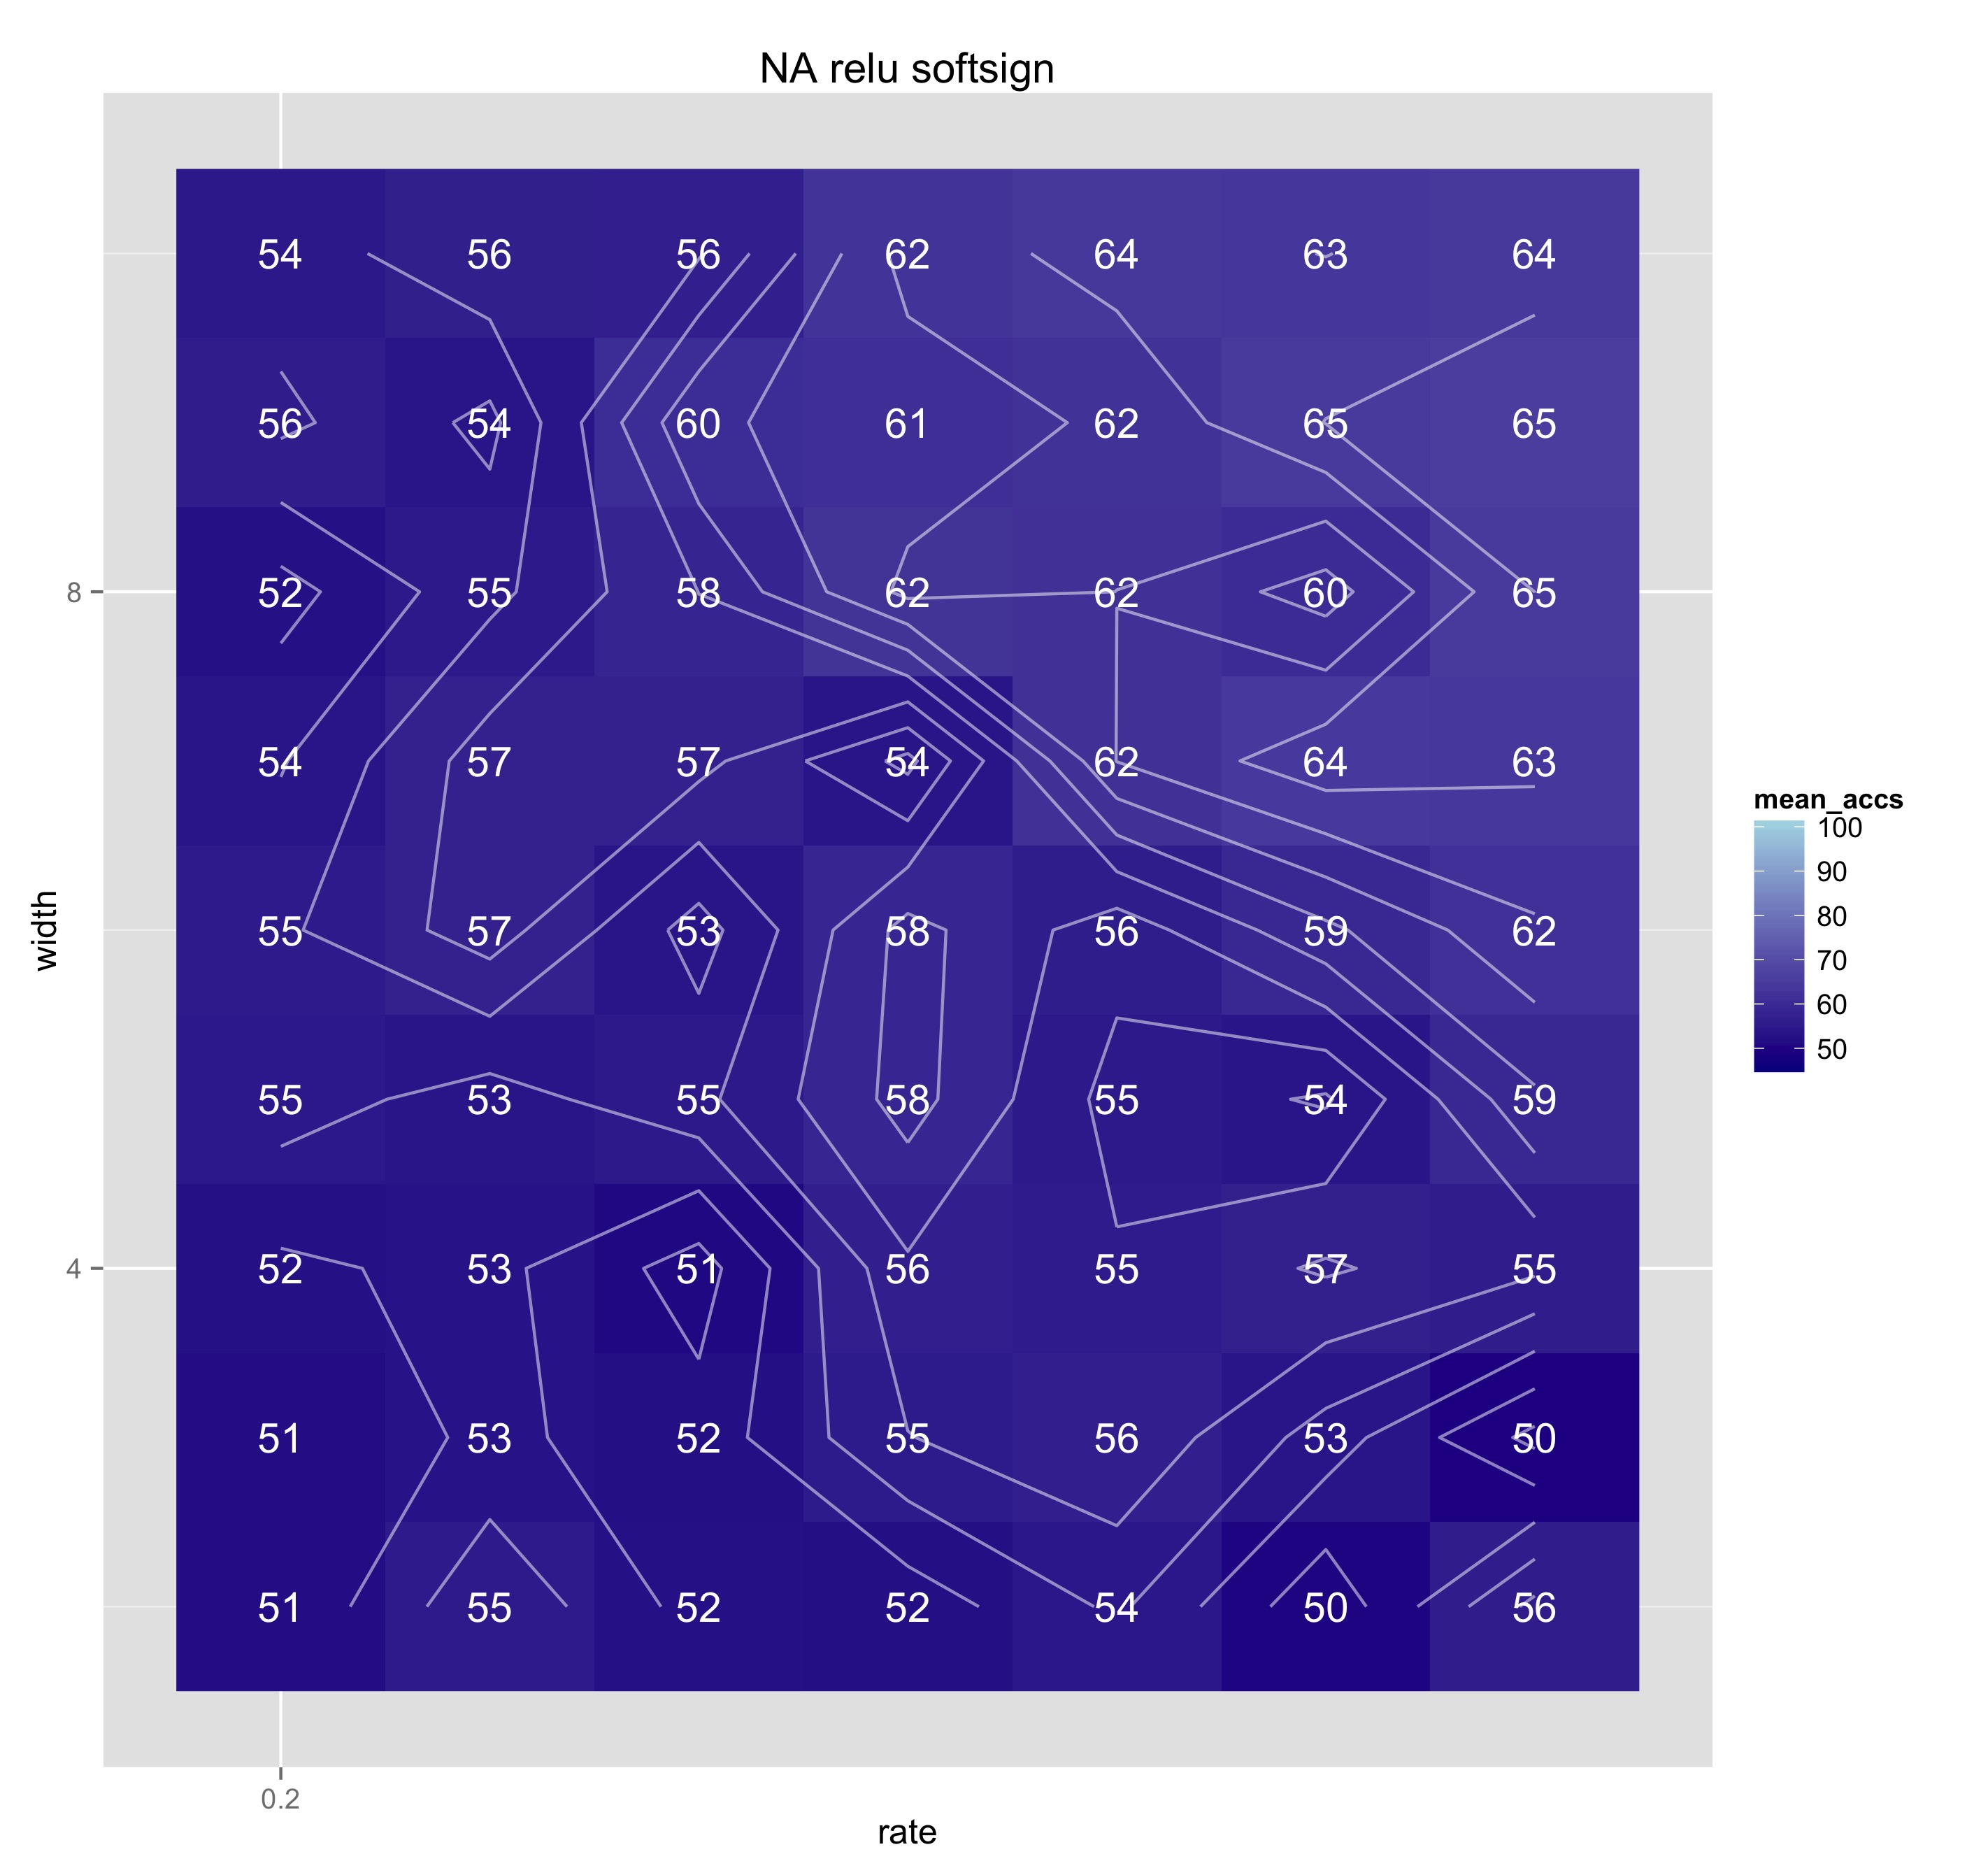 NA relu softsign
54 56 56 62 64 63 64
56 54 60 61 62 65 65
8 52 55 58 62 62 60 65
54 57 57 54 62 64 63
55 57 53 58 56 59 62
55 53 55 58 55 54 59
4 52 53 51 56 55 57 55
51 53 52 55 56 53 50
51 55 52 52 54 50 56
0.2
rate
width
mean_accs
100
90
80
70
60
50